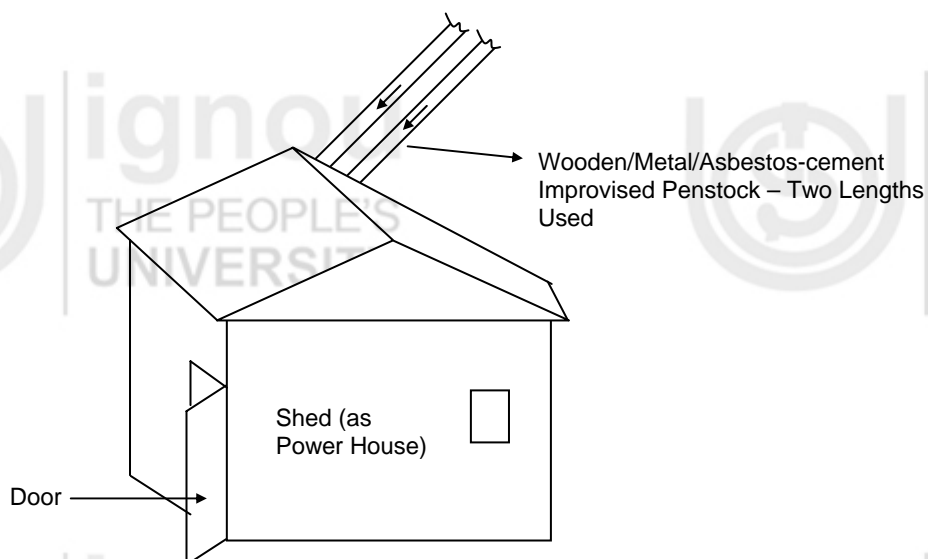 ignou
THE PEOPLE'S
UNIVERSITY
Wooden/Metal/Asbestos-cement
Improvised Penstock – Two Lengths
Used
Shed (as
Power House)
Door